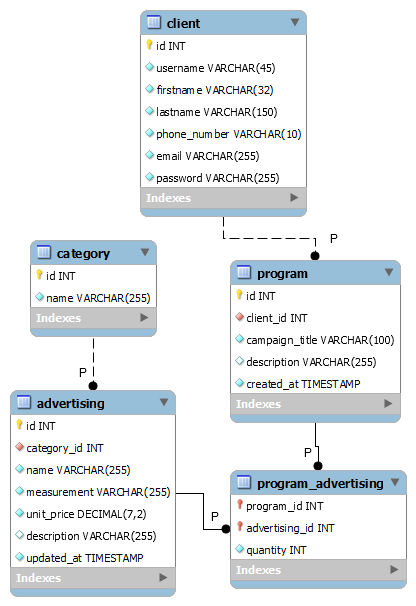 client
id INT
username VARCHAR(45)
firstname VARCHAR(32)
lastname VARCHAR(150)
phone_number VARCHAR(10)
email VARCHAR(255)
password VARCHAR(255)
Indexes
P
category
id INT
name VARCHAR(255)
Indexes
P
program
id INT
client_id INT
campaign_title VARCHAR(100)
description VARCHAR(255)
created_at TIMESTAMP
Indexes
P
advertising
id INT
category_id INT
name VARCHAR(255)
measurement VARCHAR(255)
unit_price DECIMAL(7,2)
description VARCHAR(255)
updated_at TIMESTAMP
Indexes
P
program_advertising
program_id INT
advertising_id INT
quantity INT
Indexes